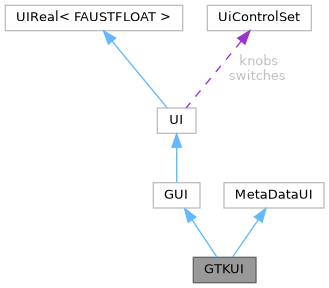 UIReal< FAUSTFLOAT >
UiControlSet
knobs
switches
UI
GUI
MetaDataUI
GTKUI